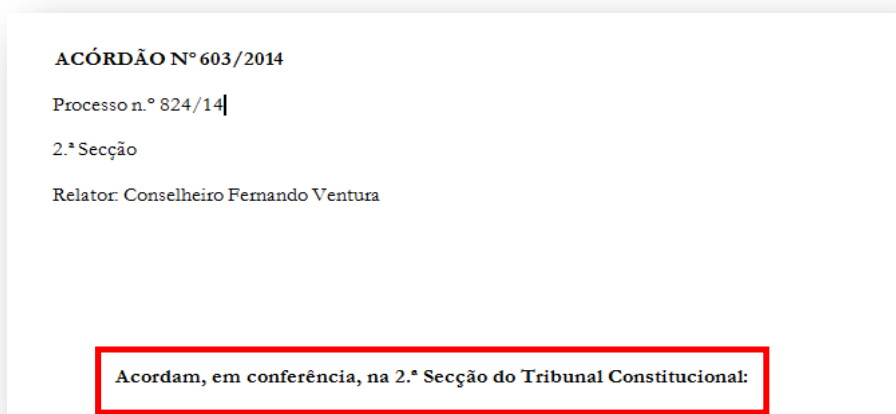 ACÓRDÃO Nº 603/2014
Processo n.º 824/14
2.ª Secção
Relator: Conselheiro Fernando Ventura
Acordam, em conferência, na 2.ª Secção do Tribunal Constitucional: